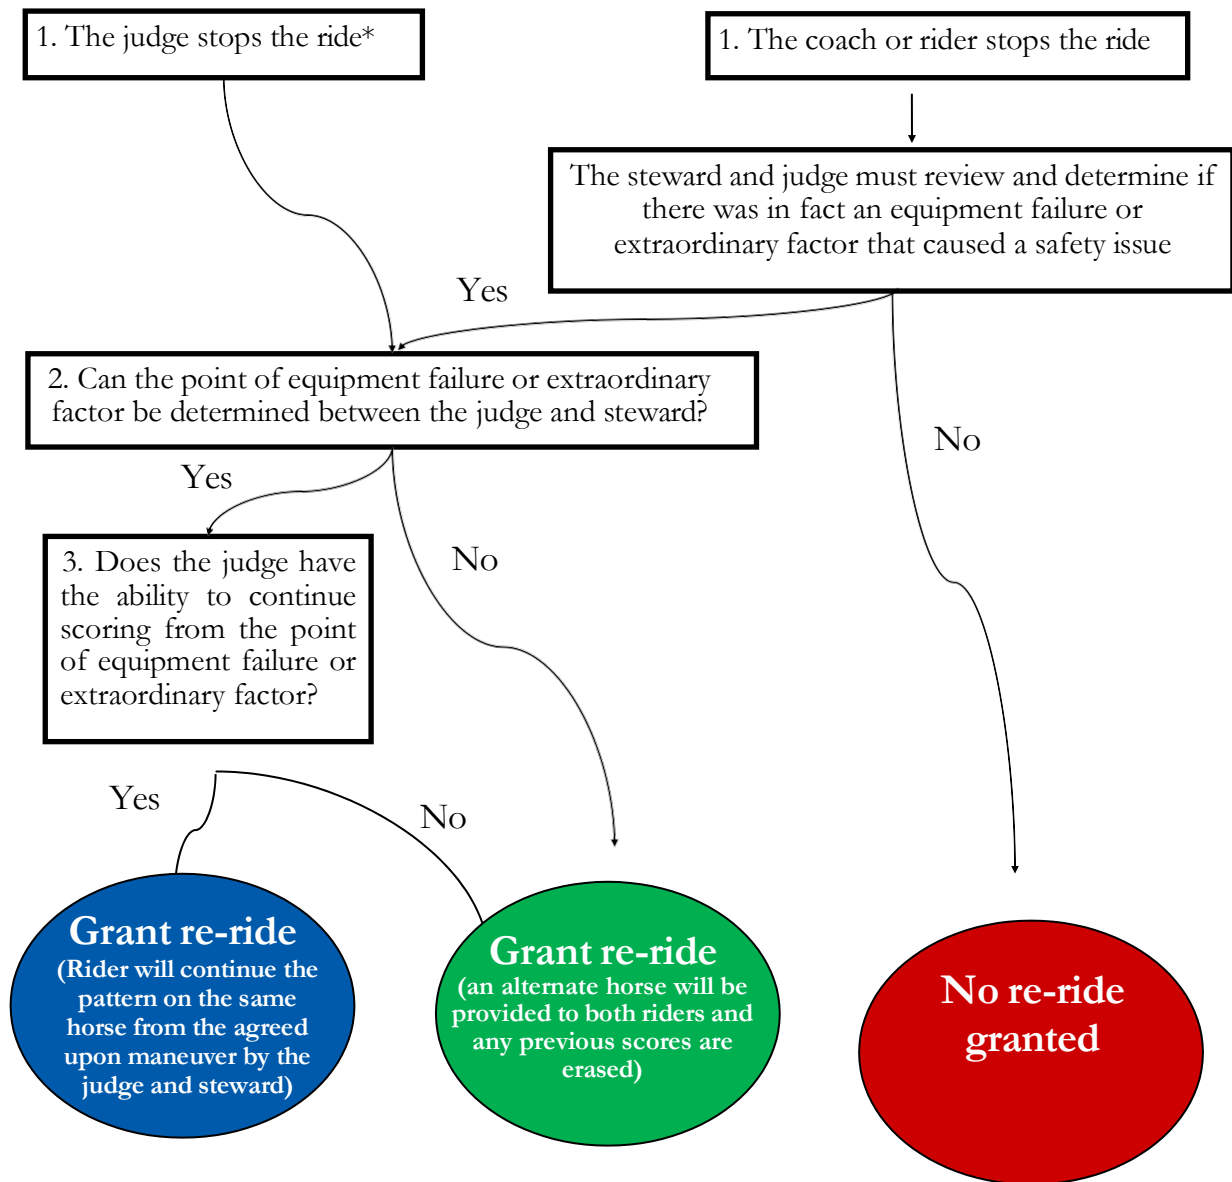 1. The judge stops the ride*
1. The coach or rider stops the ride
The steward and judge must review and determine if
there was in fact an equipment failure or
extraordinary factor that caused a safety issue
Yes
2. Can the point of equipment failure or extraordinary
factor be determined between the judge and steward?
No
Yes
3. Does the judge have
the ability to continue
scoring from the point
of equipment failure or
extraordinary factor?
No
Yes
No
Grant re-ride
(Rider will continue the
pattern on the same
horse from the agreed
upon maneuver by the
judge and steward)
Grant re-ride
(an alternate horse will be
provided to both riders and
any previous scores are
erased)
No re-ride
granted